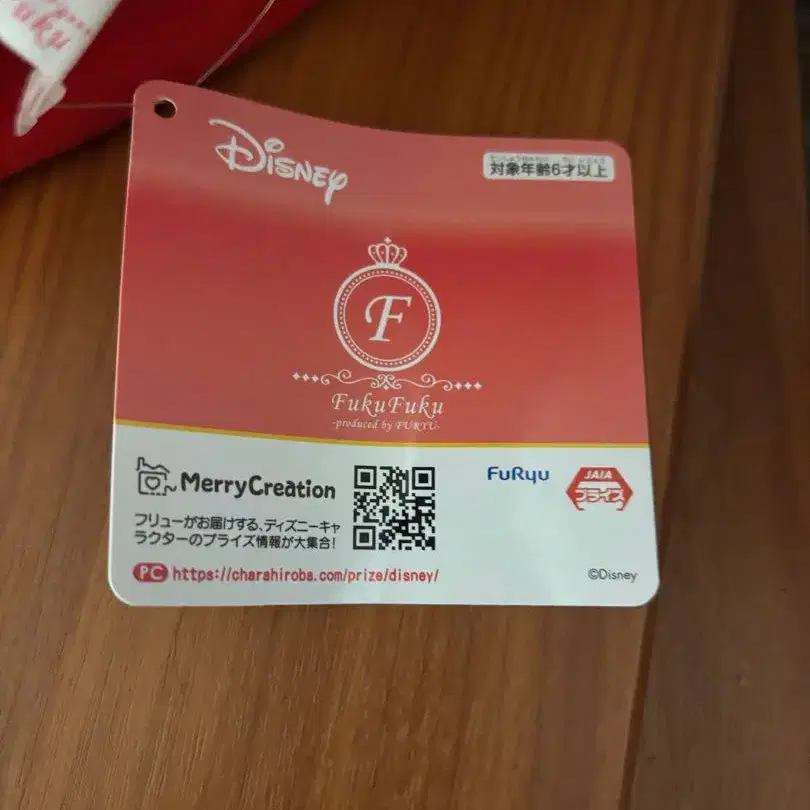 Disney
対象年齢6才以上
F
FukuFuku
-produced by FURYU-
MerryCreation
フリューがお届けする、ディズニーキャ
ラクターのプライズ情報が大集合!
PC https://charahiroba.com/prize/disney/
FuRyu
JAIA
プライズ
©Disney